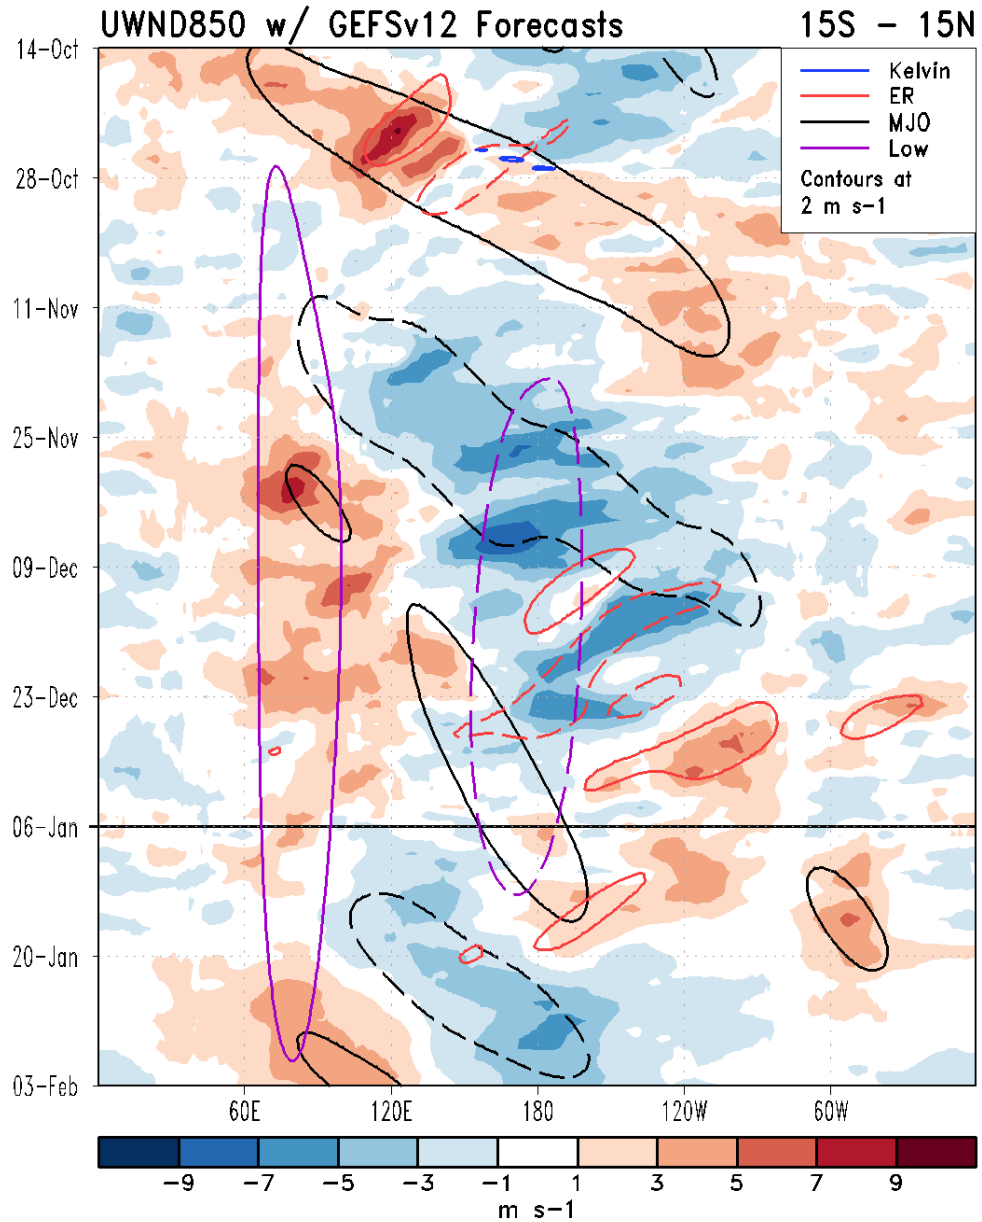 UWND850 w/ GEFSv12 Forecasts 15S - 15N
Kelvin
ER
MJO
Low
Contours at
2 m s-1
14-Oct
28-Oct
11-Nov
25-Nov
09-Dec
23-Dec
06-Jan
20-Jan
03-Feb
60E 120E 180 120W 60W
-9 -7 -5 -3 -1 1 3 5 7 9
m s-1